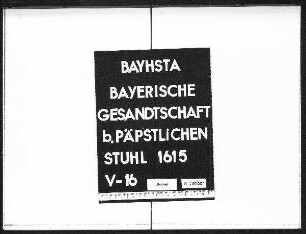 BAYHSTA
BAYERISCHE
GESANDTSCHAFT
b. PÄPSTLICHEN
STUHL 1615
V-16